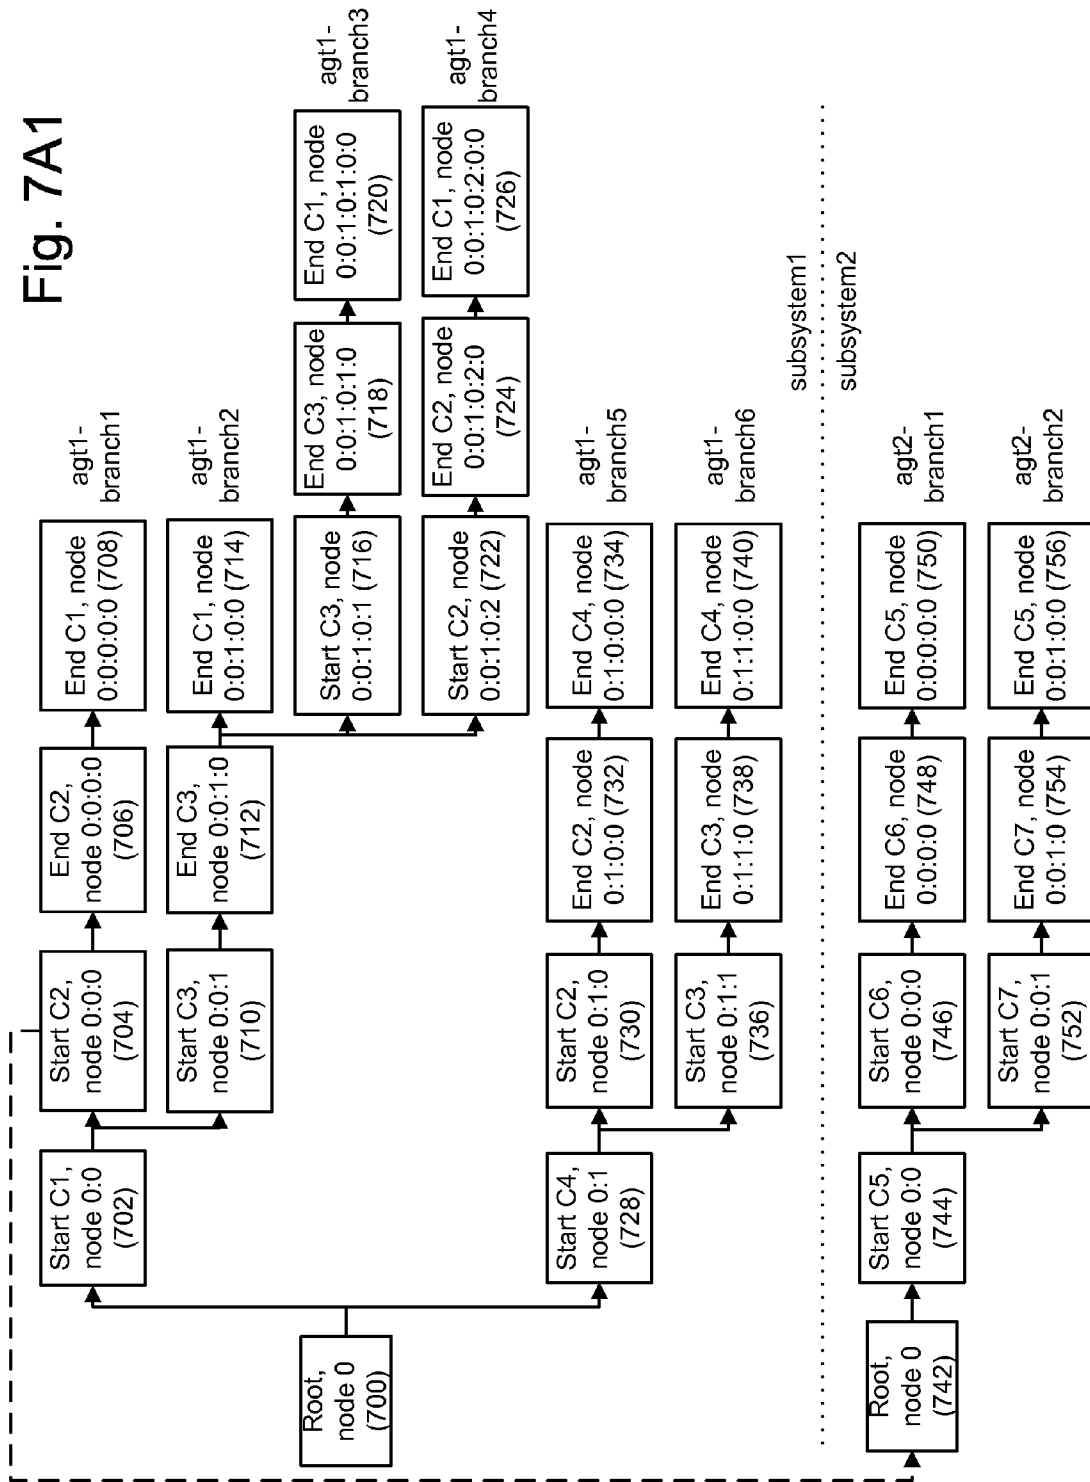 Fig. 7A1
Root,
node 0
(700)
Start C1,
node 0:0
(702)
Start C2,
node 0:0:0
(704)
End C2,
node 0:0:0:0
(706)
End C1, node
0:0:0:0:0 (708)
agt1-
branch1
Start C3,
node 0:0:1
(710)
End C3,
node 0:0:1:0
(712)
End C1, node
0:0:1:0:0 (714)
agt1-
branch2
Start C3, node
0:0:1:0:1 (716)
End C3, node
0:0:1:0:1:0
(718)
End C1, node
0:0:1:0:1:0:0
(720)
agt1-
branch3
Start C2, node
0:0:1:0:2 (722)
End C2, node
0:0:1:0:2:0
(724)
End C1, node
0:0:1:0:2:0:0
(726)
agt1-
branch4
Start C4,
node 0:1
(728)
Start C2,
node 0:1:0
(730)
End C2, node
0:1:0:0 (732)
End C4, node
0:1:0:0:0 (734)
agt1-
branch5
Start C3,
node 0:1:1
(736)
End C3, node
0:1:1:0 (738)
End C4, node
0:1:1:0:0 (740)
agt1-
branch6
subsystem1
subsystem2
Root,
node 0
(742)
Start C5,
node 0:0
(744)
Start C6,
node 0:0:0
(746)
End C6, node
0:0:0:0 (748)
End C5, node
0:0:0:0:0 (750)
agt2-
branch1
Start C7,
node 0:0:1
(752)
End C7, node
0:0:1:0 (754)
End C5, node
0:0:1:0:0 (756)
agt2-
branch2